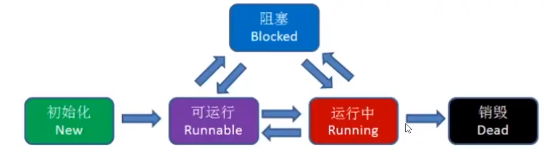 阻塞
Blocked
初始化
New
可运行
Runnable
运行中
Running
销毁
Dead